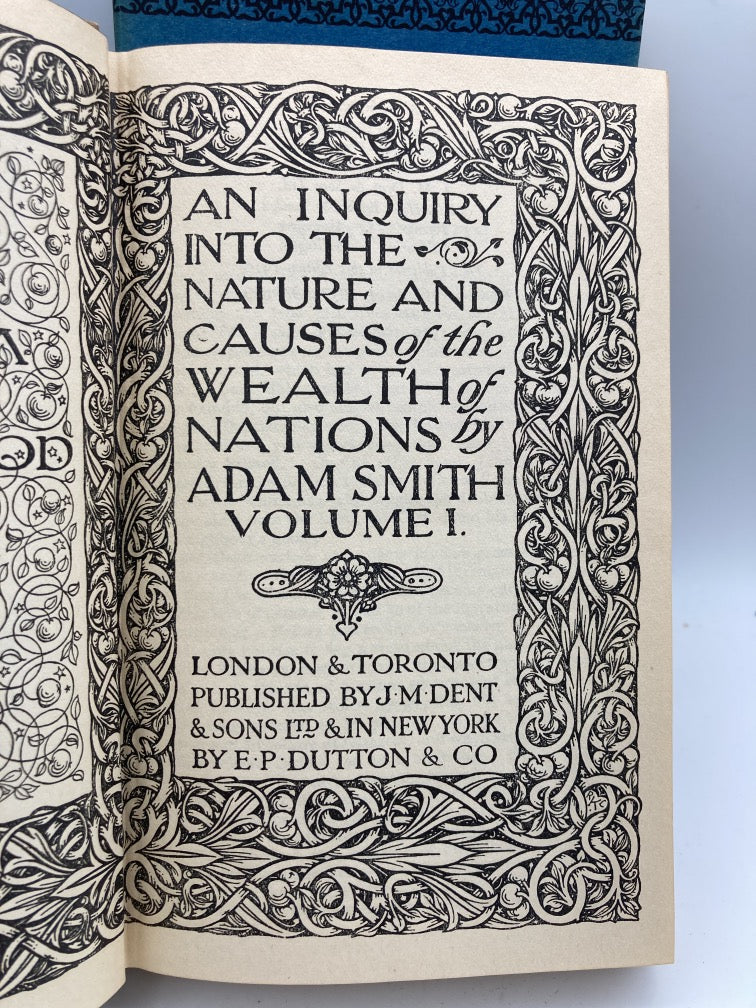 AN INQUIRY
INTO THE
NATURE AND
CAUSES of the
WEALTH of
NATIONS by
ADAM SMITH
VOLUME I.
LONDON & TORONTO
PUBLISHED BY J·M·DENT
& SONS LTD & IN NEW YORK
BY E·P·DUTTON & CO